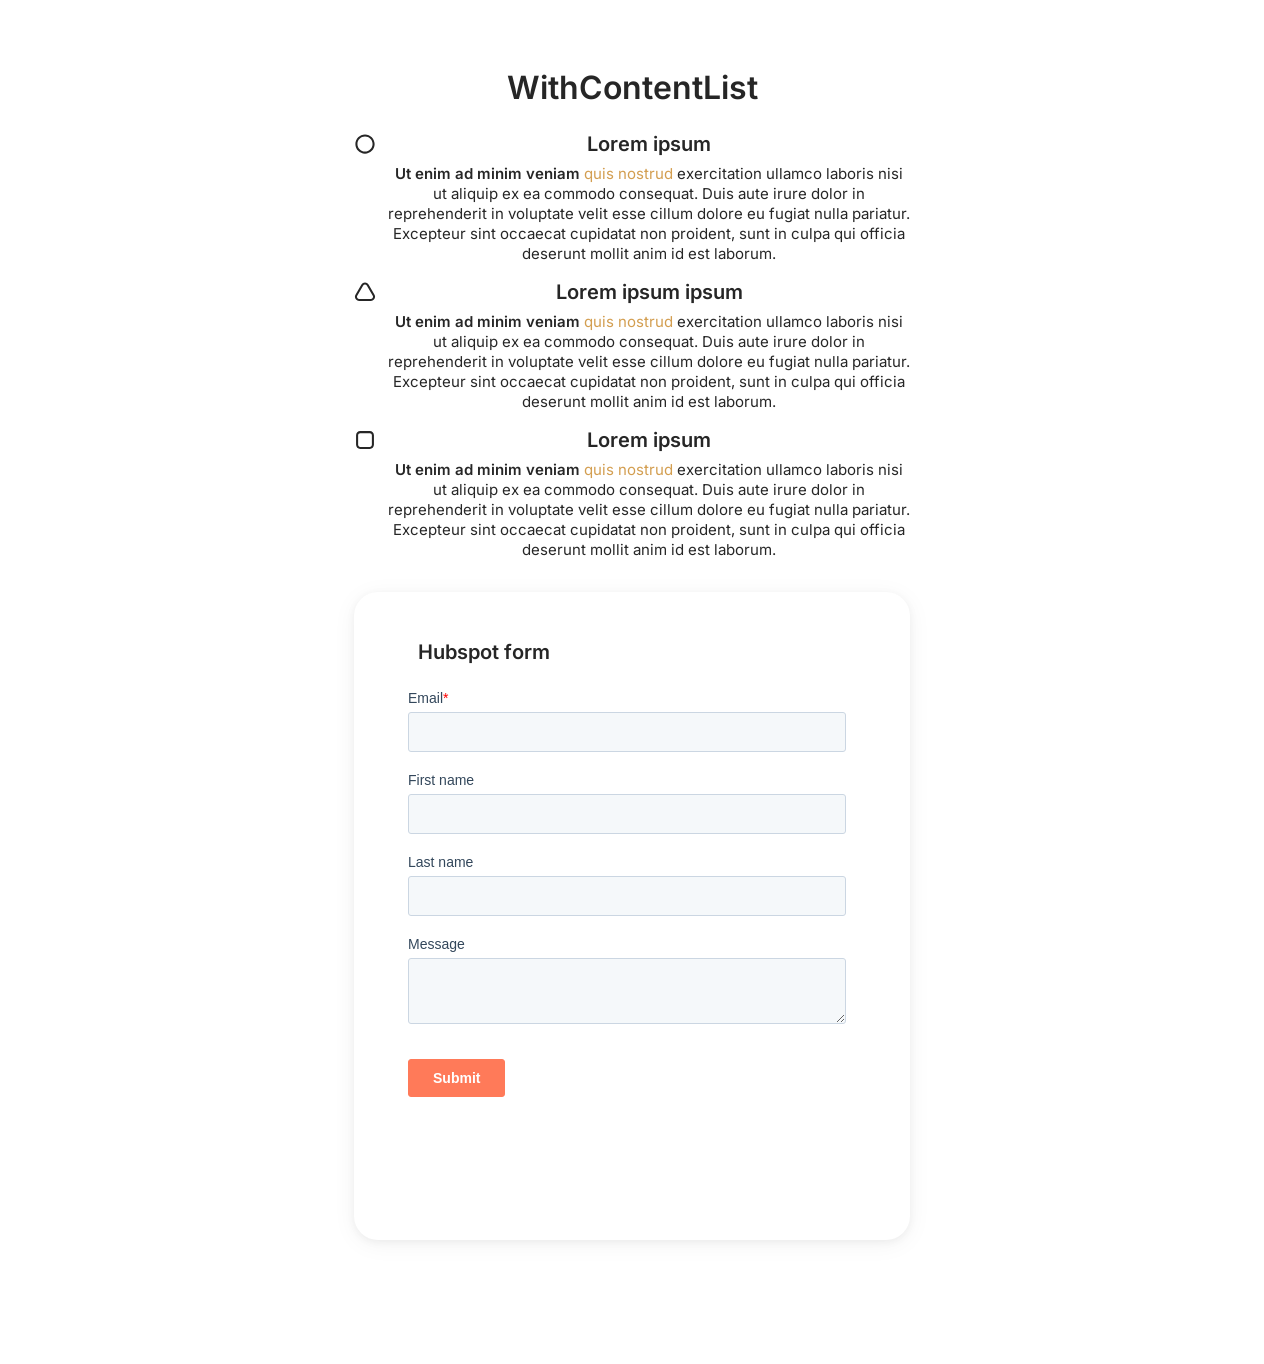 WithContentList
Lorem ipsum
Ut enim ad minim veniam quis nostrud exercitation ullamco laboris nisi
ut aliquip ex ea commodo consequat. Duis aute irure dolor in
reprehenderit in voluptate velit esse cillum dolore eu fugiat nulla pariatur.
Excepteur sint occaecat cupidatat non proident, sunt in culpa qui officia
deserunt mollit anim id est laborum.
Lorem ipsum ipsum
Ut enim ad minim veniam quis nostrud exercitation ullamco laboris nisi
ut aliquip ex ea commodo consequat. Duis aute irure dolor in
reprehenderit in voluptate velit esse cillum dolore eu fugiat nulla pariatur.
Excepteur sint occaecat cupidatat non proident, sunt in culpa qui officia
deserunt mollit anim id est laborum.
Lorem ipsum
Ut enim ad minim veniam quis nostrud exercitation ullamco laboris nisi
ut aliquip ex ea commodo consequat. Duis aute irure dolor in
reprehenderit in voluptate velit esse cillum dolore eu fugiat nulla pariatur.
Excepteur sint occaecat cupidatat non proident, sunt in culpa qui officia
deserunt mollit anim id est laborum.
Hubspot form
Email*
First name
Last name
Message
Submit